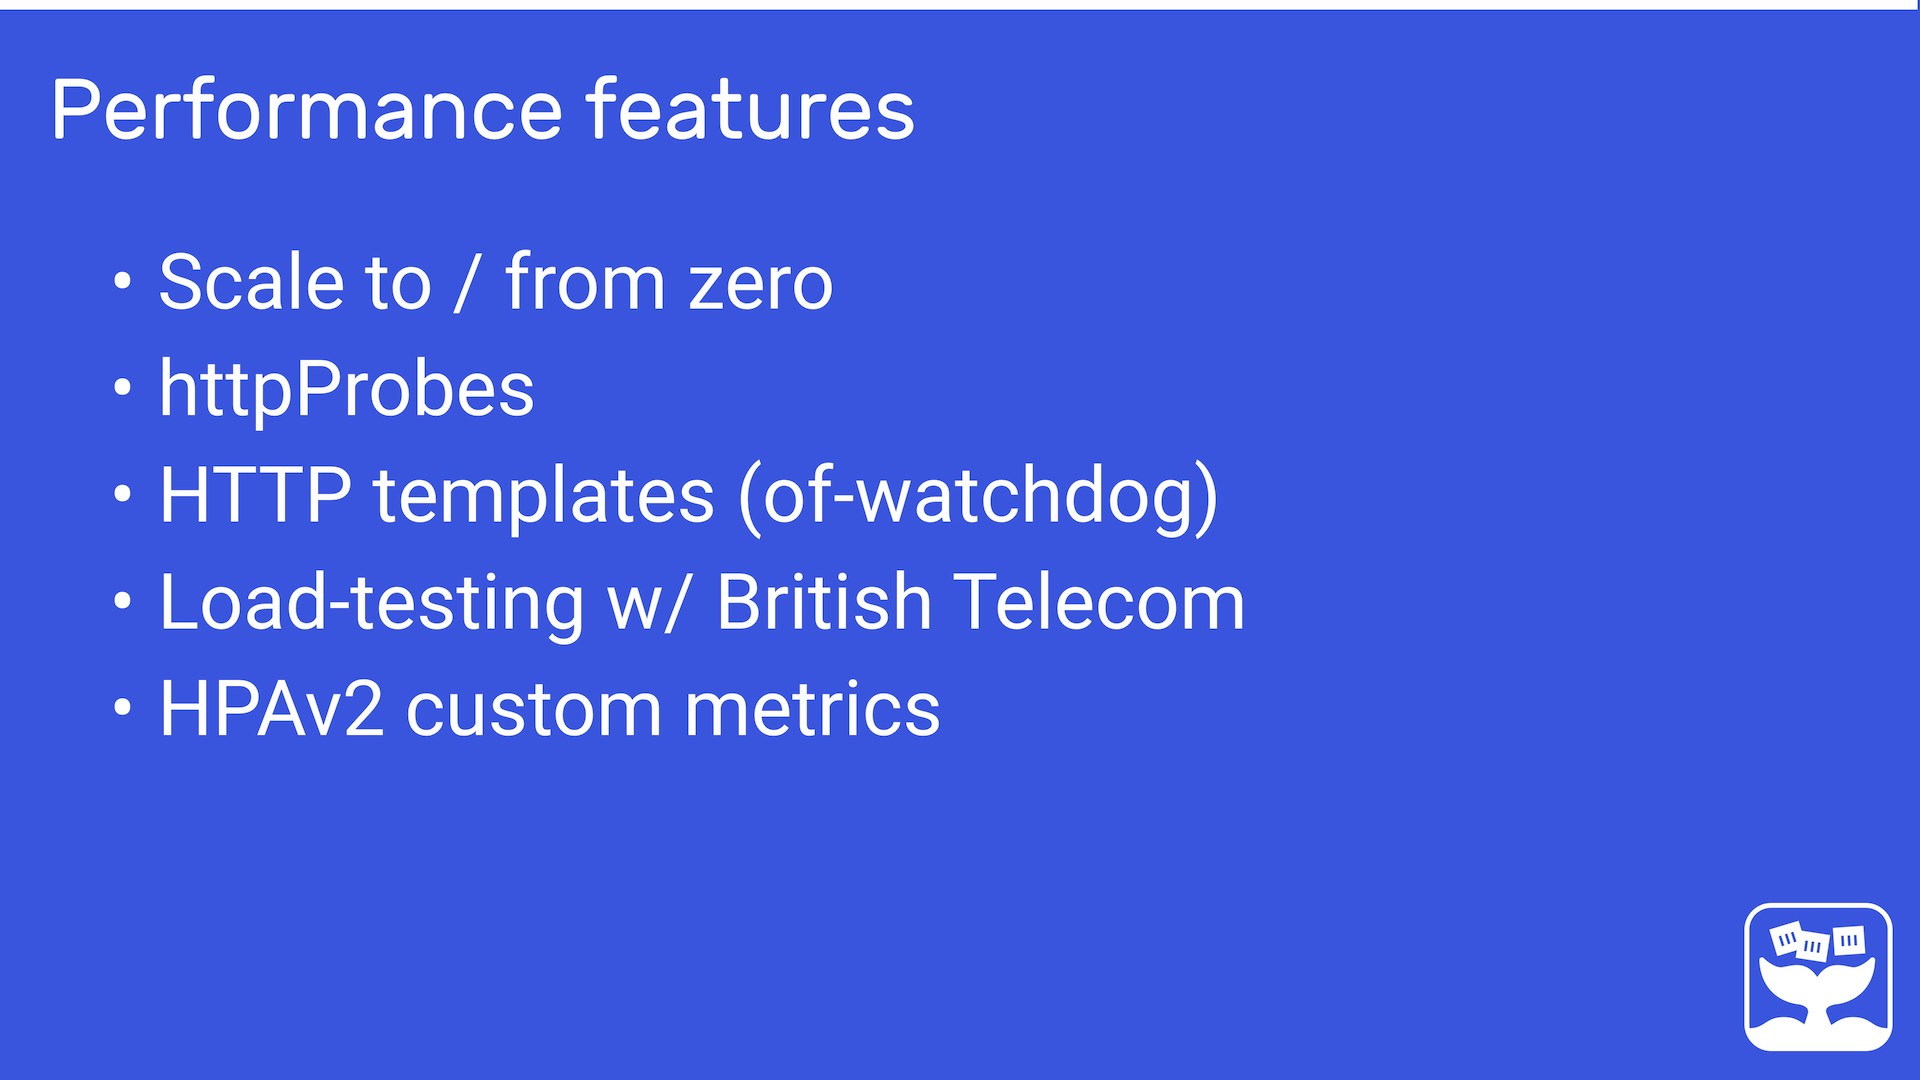 Performance features
• Scale to / from zero
• httpProbes
• HTTP templates (of-watchdog)
• Load-testing w/ British Telecom
• HPAv2 custom metrics